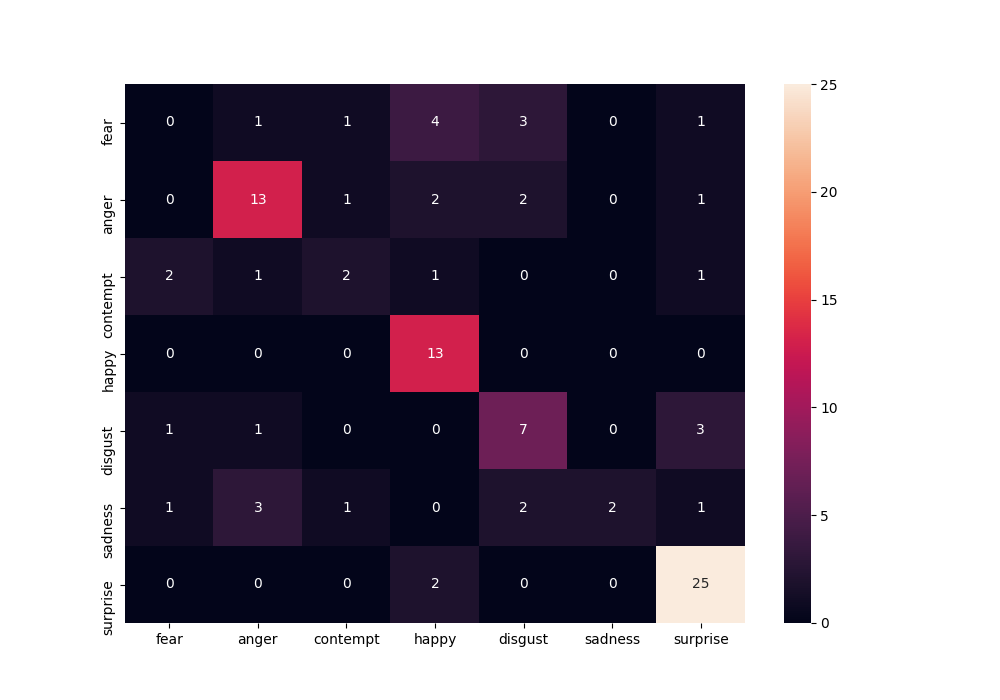 fear 0 1 1 4 3 0 1
anger 0 13 1 2 2 0 1
contempt 2 1 2 1 0 0 1
happy 0 0 0 13 0 0 0
disgust 1 1 0 0 7 0 3
sadness 1 3 1 0 2 2 1
surprise 0 0 0 2 0 0 25
fear anger contempt happy disgust sadness surprise
25
20
15
10
5
0